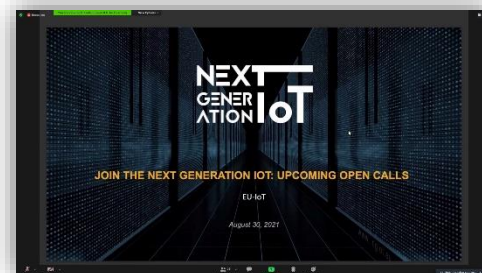 NEXT
GENER
ATION IoT
JOIN THE NEXT GENERATION IOT: UPCOMING OPEN CALLS
EU-IoT
August 30, 2021